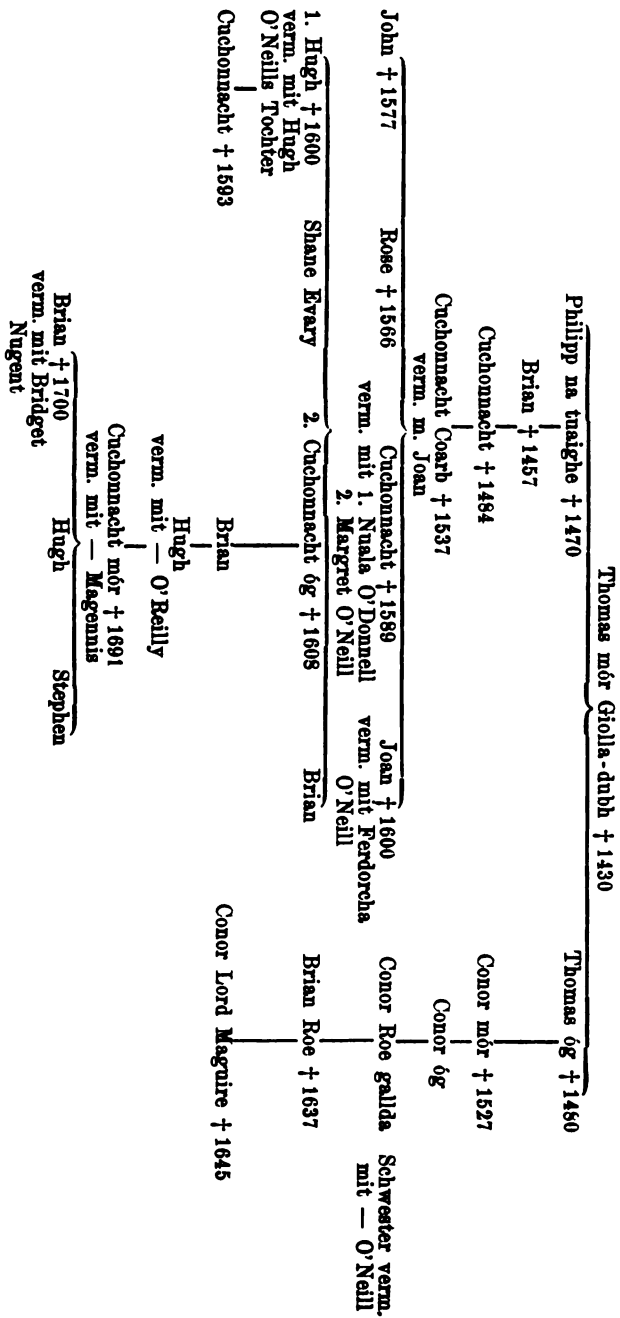 Thomas mór Giolla-dubh † 1430
Philipp na tuaighe † 1470
Thomas óg † 1480
Brian † 1457
Cuchonnacht † 1484
Conor mór † 1527
Cuchonnacht Coarb † 1537
verm. m. Joan
Conor óg
John † 1577
Rose † 1566
Cuchonnacht † 1589
verm. mit 1. Nuala O'Donnell
2. Margret O'Neill
Joan † 1600
verm. mit Ferdorcha
O'Neill
Conor Roe gallda
Schwester verm.
mit — O'Neill
1. Hugh † 1600
verm. mit Hugh
O'Neills Tochter
Shane Evary
2. Cuchonnacht óg † 1608
Brian
Brian Roe † 1637
Cuchonnacht † 1593
Brian
Conor Lord Maguire † 1645
Hugh
verm. mit — O'Reilly
Cuchonnacht mór † 1691
verm. mit — Magennis
Brian † 1700
verm. mit Bridget
Nugent
Hugh
Stephen